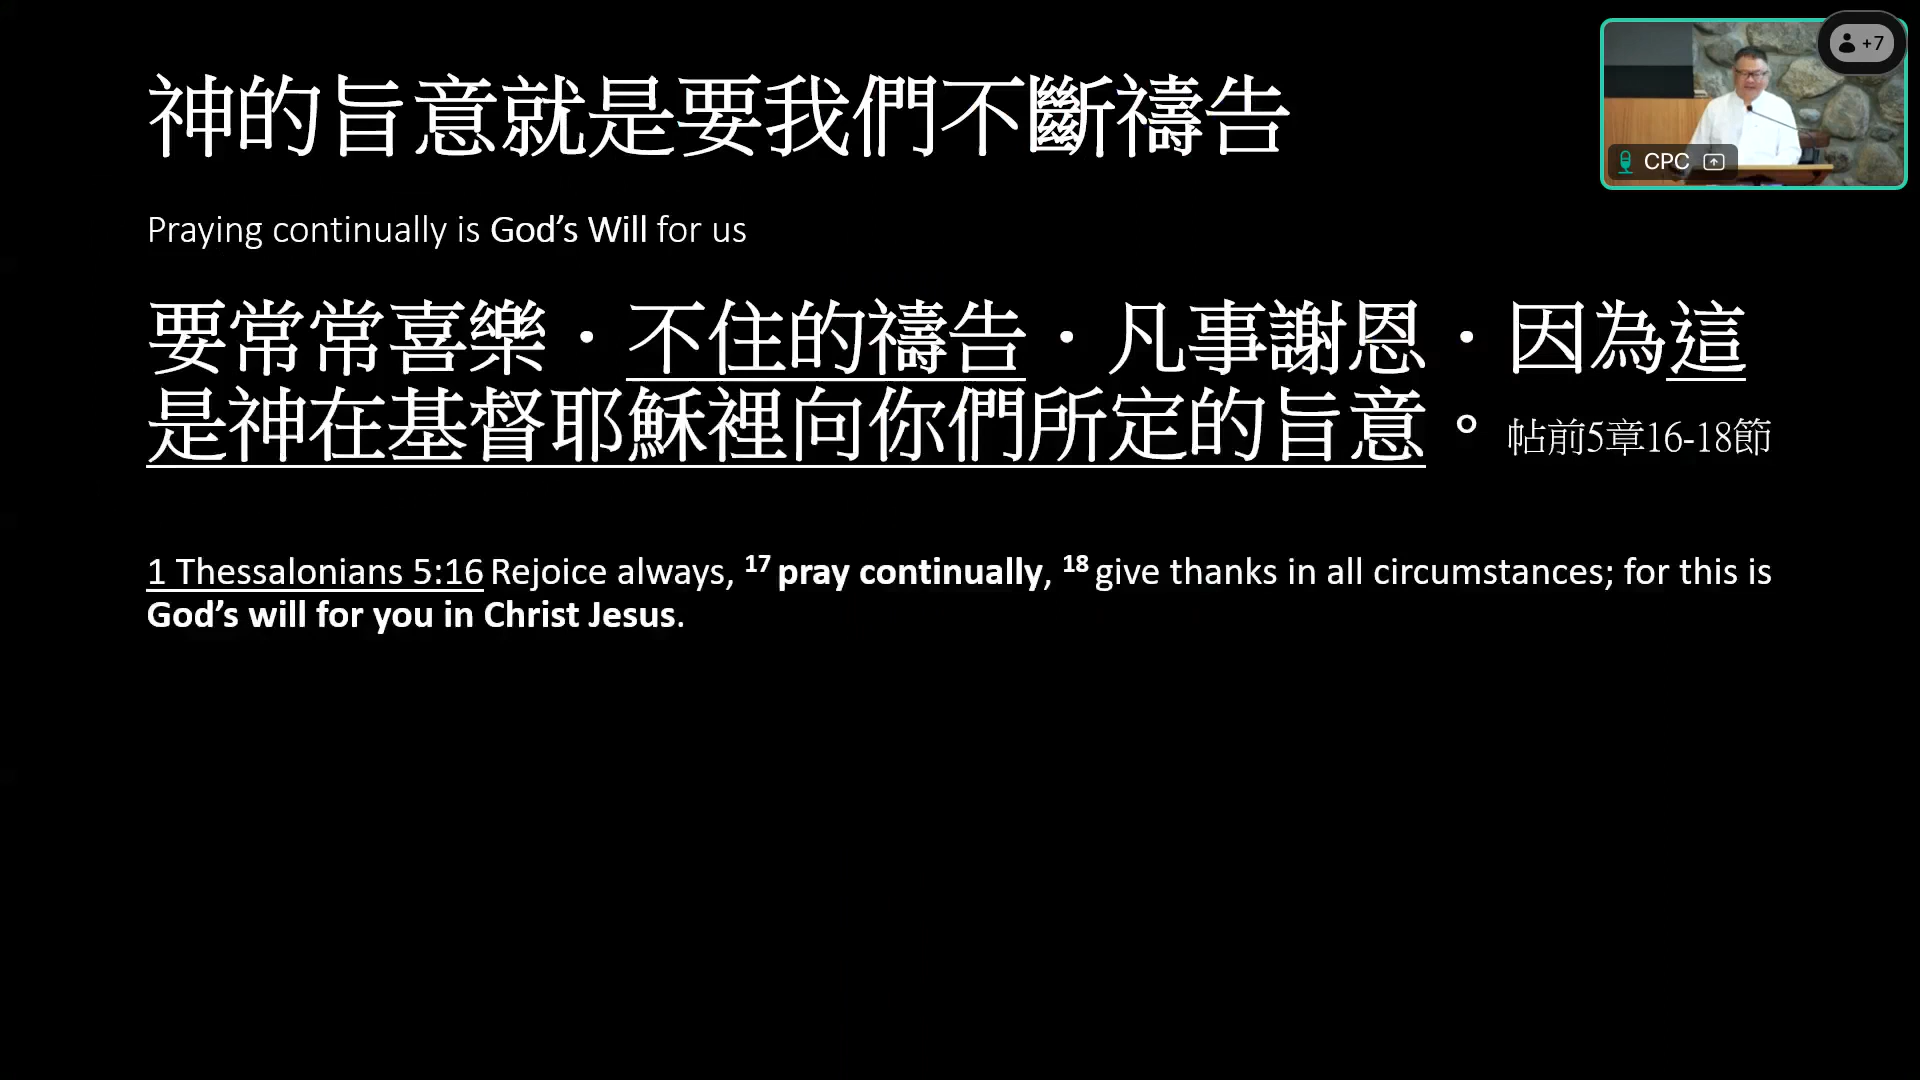 神的旨意就是要我們不斷禱告
+7
CPC
Praying continually is God’s Will for us
要常常喜樂．不住的禱告．凡事謝恩．因為這
是神在基督耶穌裡向你們所定的旨意。帖前5章16-18節
1 Thessalonians 5:16 Rejoice always, 17 pray continually, 18 give thanks in all circumstances; for this is
God’s will for you in Christ Jesus.